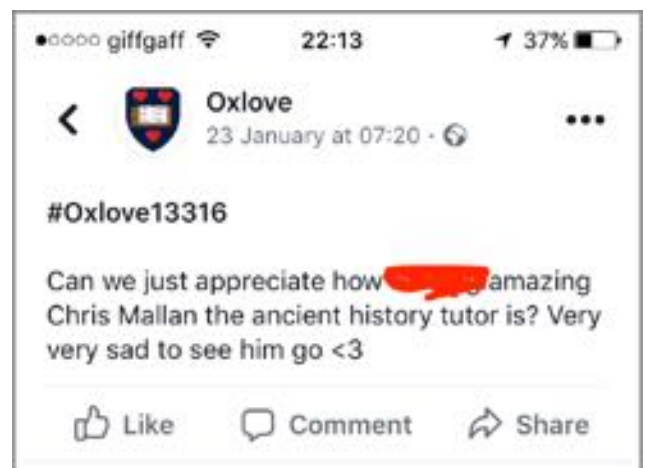 giffgaff 22:13 37%
Oxlove
23 January at 07:20 ·
#Oxlove13316
Can we just appreciate how amazing
Chris Mallan the ancient history tutor is? Very
very sad to see him go <3
Like Comment Share